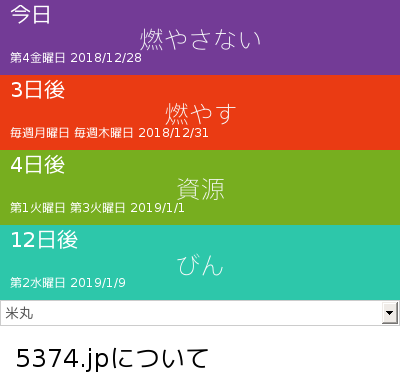 今日
燃やさない
第4金曜日 2018/12/28
3日後
燃やす
毎週月曜日 毎週木曜日 2018/12/31
4日後
資源
第1火曜日 第3火曜日 2019/1/1
12日後
びん
第2水曜日 2019/1/9
米丸
5374.jpについて